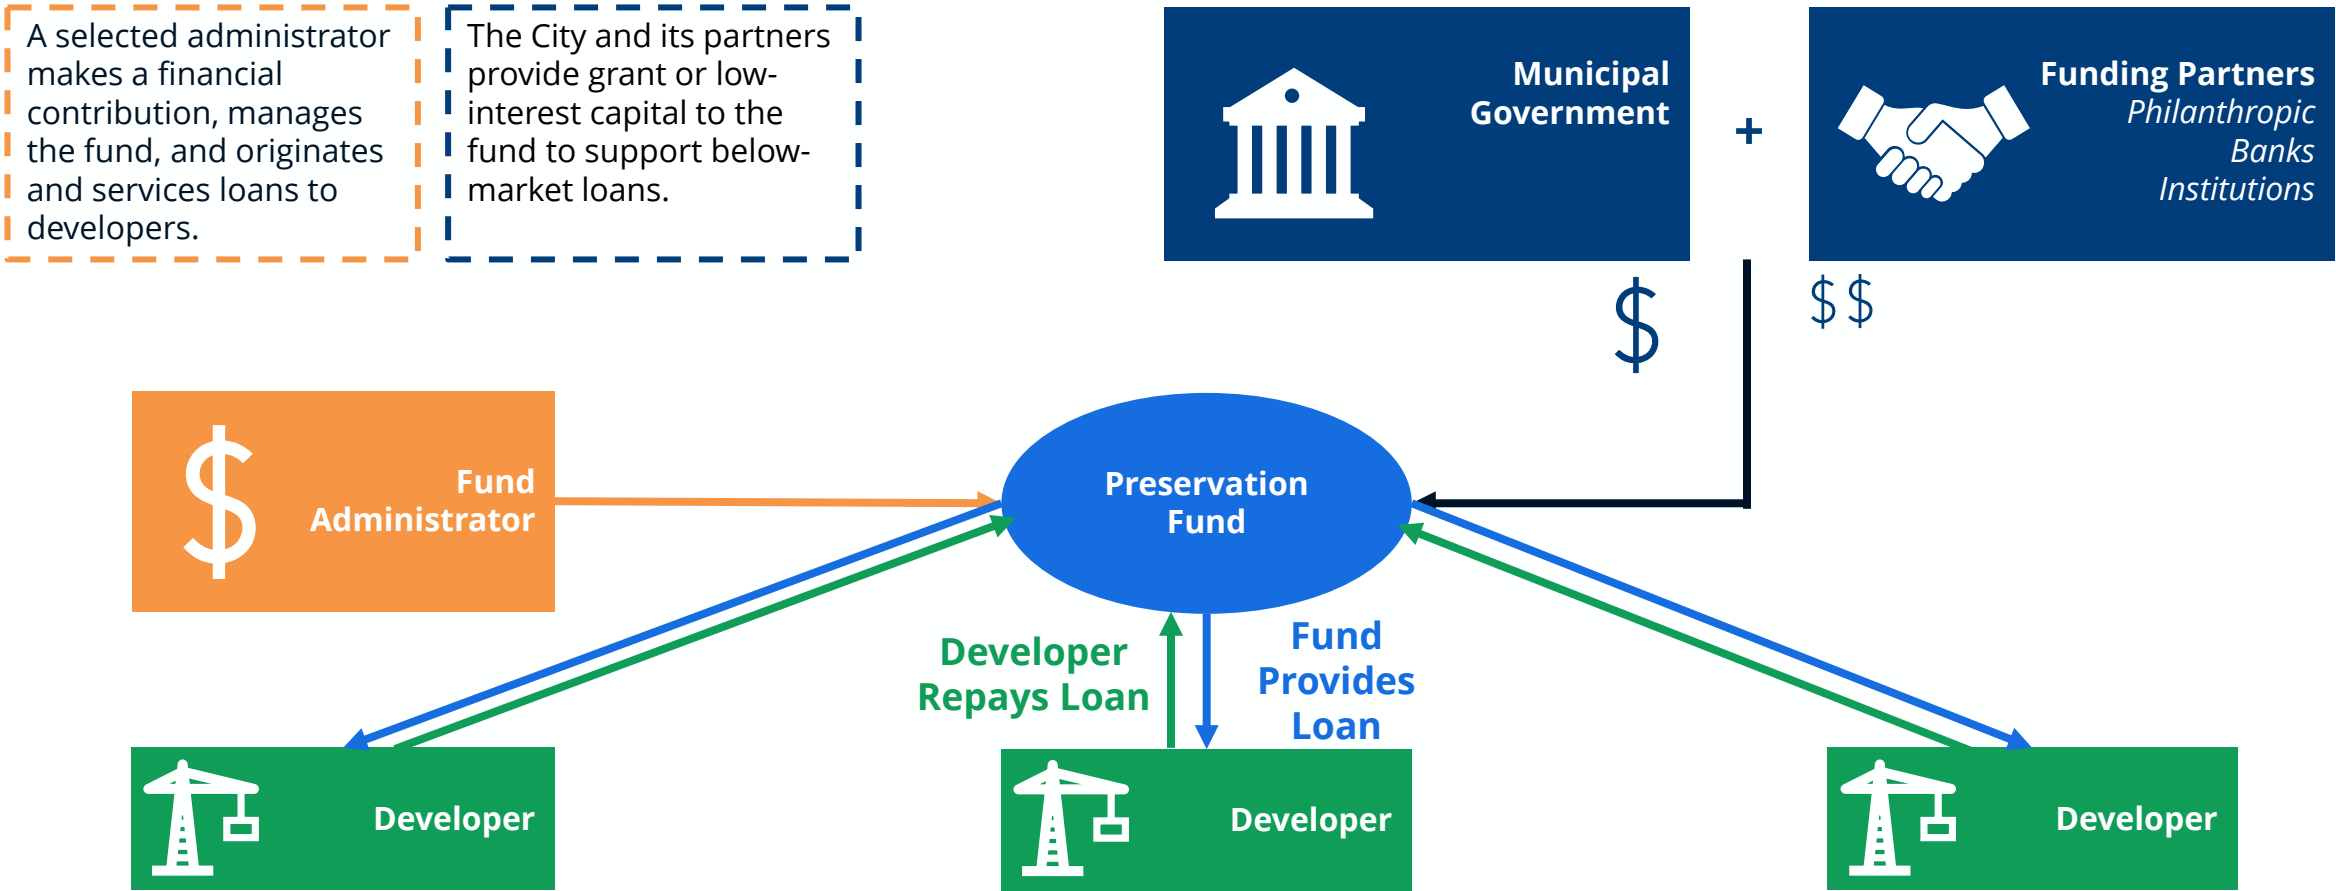 A selected administrator
makes a financial
contribution, manages
the fund, and originates
and services loans to
developers.
The City and its partners
provide grant or low-
interest capital to the
fund to support below-
market loans.
Municipal
Government
+
Funding Partners
Philanthropic
Banks
Institutions
$
$ $
$
Fund
Administrator
Preservation
Fund
Developer
Repays Loan
Fund
Provides
Loan
Developer
Developer
Developer